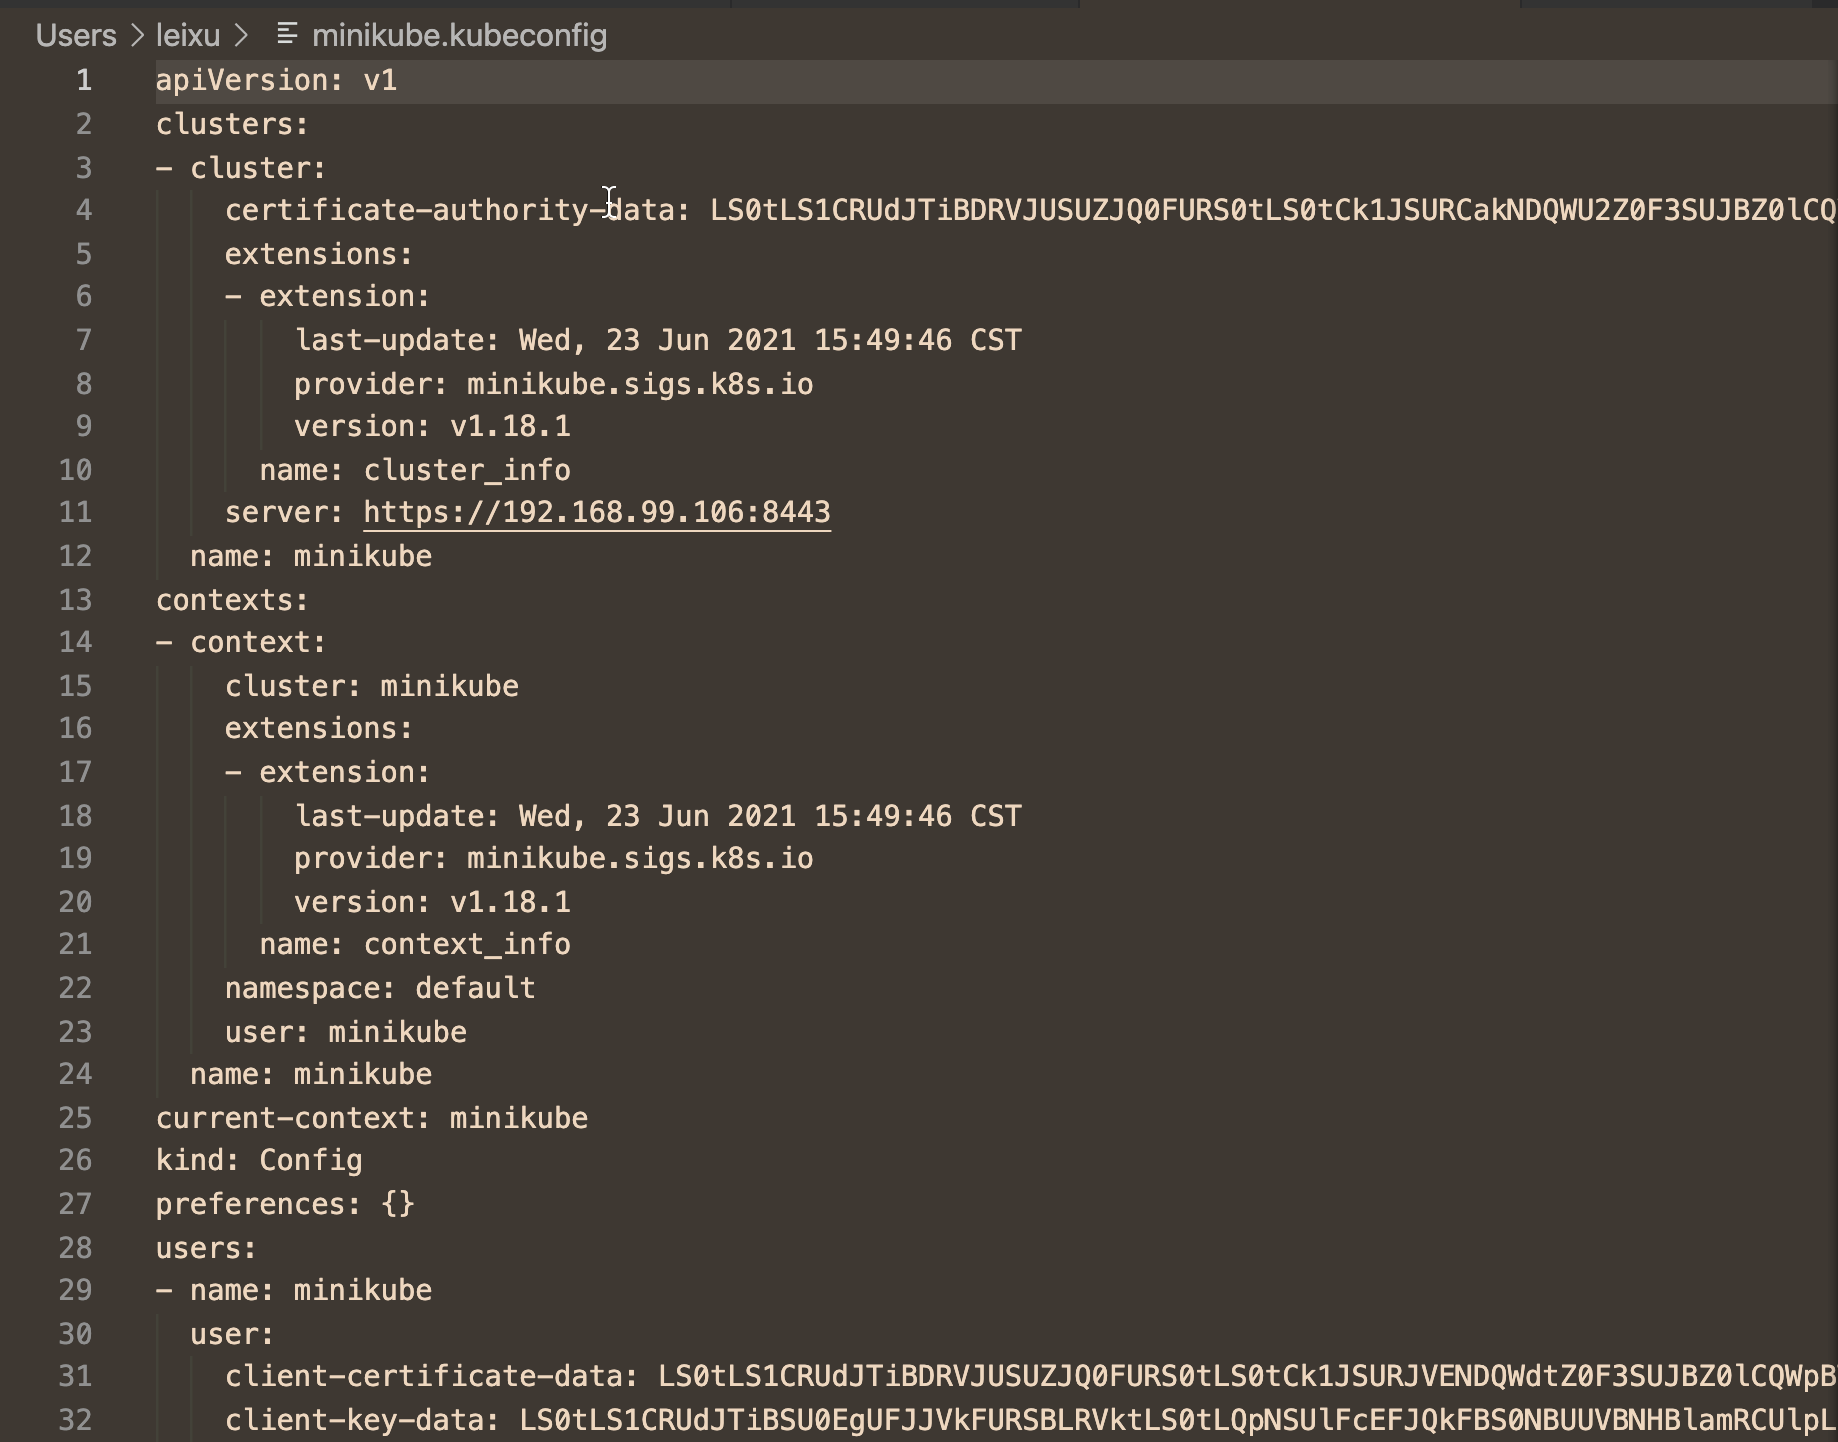 Users > leixu > minikube.kubeconfig
1 apiVersion: v1
2 clusters:
3 - cluster:
4 certificate-authority-data: LS0tLS1CRUdJTiBDRVJUSUZJQ0FURS0tLS0tCk1JSURCakNDQWU2Z0F3SUJBZ0lCQ
5 extensions:
6 - extension:
7 last-update: Wed, 23 Jun 2021 15:49:46 CST
8 provider: minikube.sigs.k8s.io
9 version: v1.18.1
10 name: cluster_info
11 server: https://192.168.99.106:8443
12 name: minikube
13 contexts:
14 - context:
15 cluster: minikube
16 extensions:
17 - extension:
18 last-update: Wed, 23 Jun 2021 15:49:46 CST
19 provider: minikube.sigs.k8s.io
20 version: v1.18.1
21 name: context_info
22 namespace: default
23 user: minikube
24 name: minikube
25 current-context: minikube
26 kind: Config
27 preferences: {}
28 users:
29 - name: minikube
30 user:
31 client-certificate-data: LS0tLS1CRUdJTiBDRVJUSUZJQ0FURS0tLS0tCk1JSURJVENDQWdtZ0F3SUJBZ0lCQWpB
32 client-key-data: LS0tLS1CRUdJTiBSU0EgUFJJVkFURSBLRVktLS0tLQpNSUlFcEFJQkFBS0NBUUVBNHBlamRCUlpL